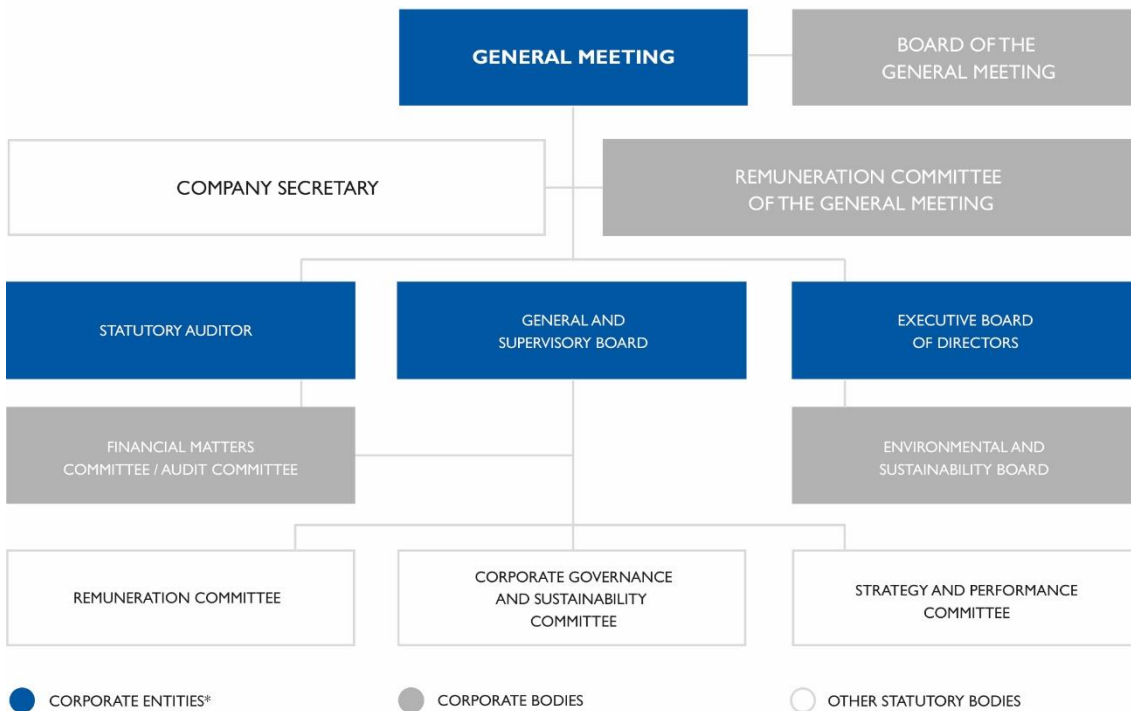 GENERAL MEETING
BOARD OF THE
GENERAL MEETING
COMPANY SECRETARY
REMUNERATION COMMITTEE
OF THE GENERAL MEETING
STATUTORY AUDITOR
GENERAL AND
SUPERVISORY BOARD
EXECUTIVE BOARD
OF DIRECTORS
FINANCIAL MATTERS
COMMITTEE / AUDIT COMMITTEE
ENVIRONMENTAL AND
SUSTAINABILITY BOARD
REMUNERATION COMMITTEE
CORPORATE GOVERNANCE
AND SUSTAINABILITY
COMMITTEE
STRATEGY AND PERFORMANCE
COMMITTEE
CORPORATE ENTITIES*
CORPORATE BODIES
OTHER STATUTORY BODIES